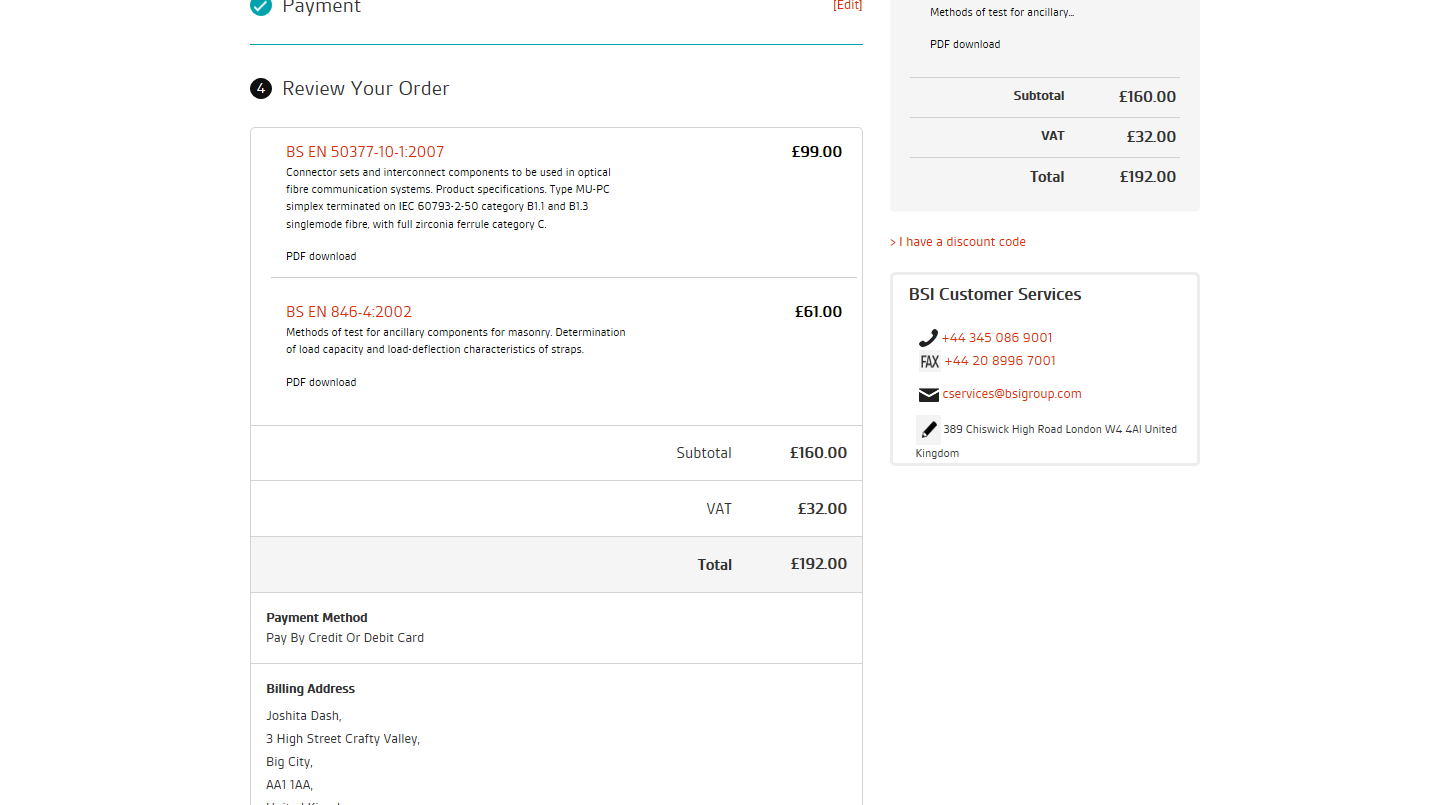 Payment
[Edit]
4 Review Your Order
BS EN 50377-10-1:2007 £99.00
Connector sets and interconnect components to be used in optical
fibre communication systems. Product specifications. Type MU-PC
simplex terminated on IEC 60793-2-50 category B1.1 and B1.3
singlemode fibre, with full zirconia ferrule category C.
PDF download
BS EN 846-4:2002 £61.00
Methods of test for ancillary components for masonry. Determination
of load capacity and load-deflection characteristics of straps.
PDF download
Subtotal £160.00
VAT £32.00
Total £192.00
Payment Method
Pay By Credit Or Debit Card
Billing Address
Joshita Dash,
3 High Street Crafty Valley,
Big City,
AA1 1AA,
Methods of test for ancillary...
PDF download
Subtotal £160.00
VAT £32.00
Total £192.00
> I have a discount code
BSI Customer Services
+44 345 086 9001
FAX +44 20 8996 7001
cservices@bsigroup.com
389 Chiswick High Road London W4 4Al United
Kingdom